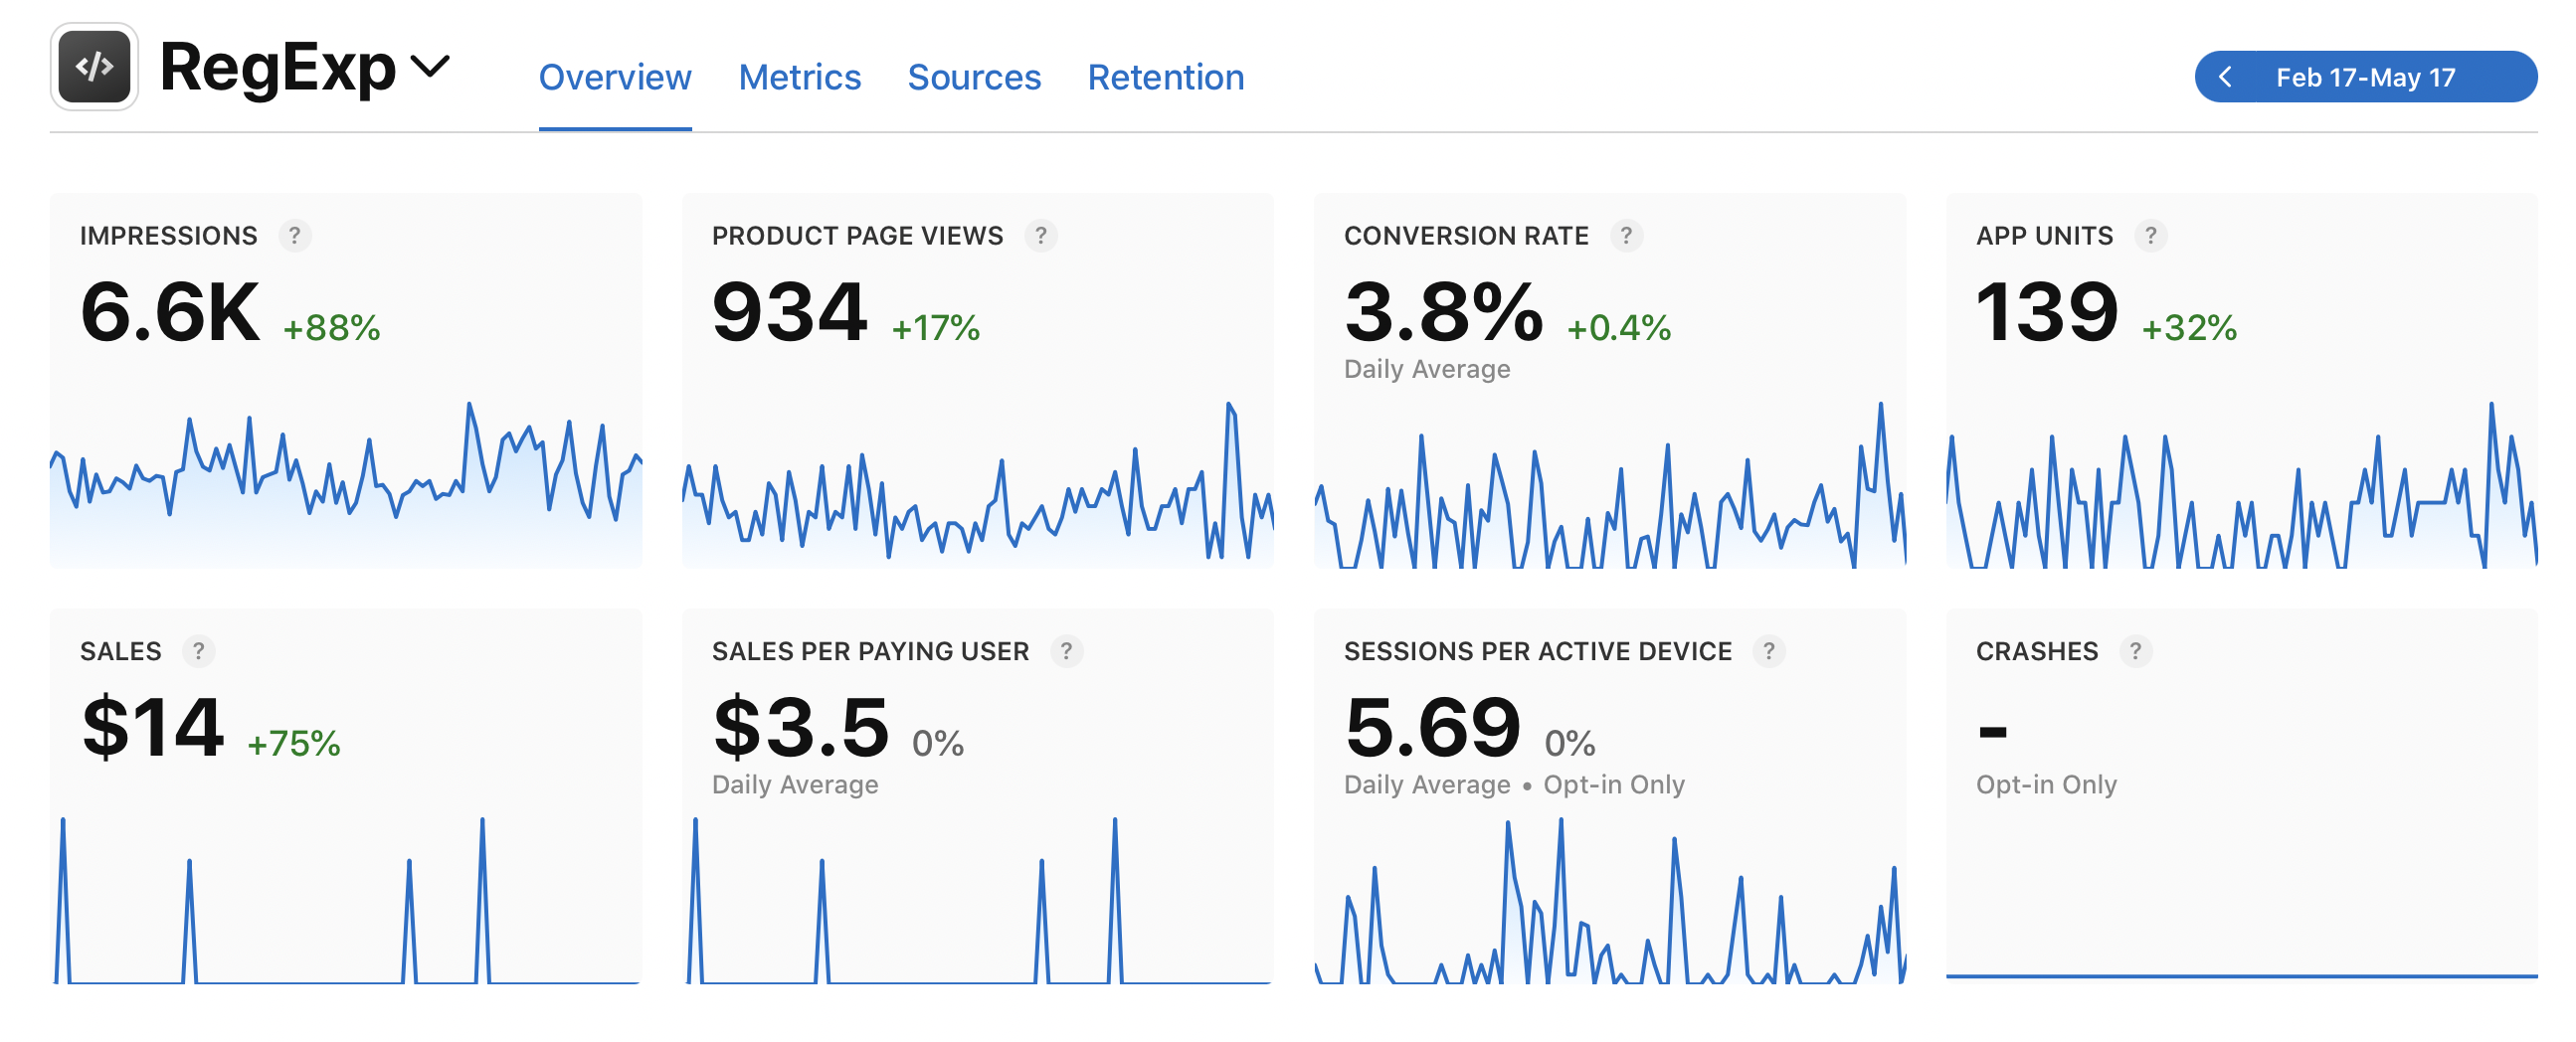 </>
RegExp
Overview
Metrics
Sources
Retention
Feb 17-May 17
IMPRESSIONS ?
6.6K +88%
PRODUCT PAGE VIEWS ?
934 +17%
CONVERSION RATE ?
3.8% +0.4%
Daily Average
APP UNITS ?
139 +32%
SALES ?
$14 +75%
SALES PER PAYING USER ?
$3.5 0%
Daily Average
SESSIONS PER ACTIVE DEVICE ?
5.69 0%
Daily Average • Opt-in Only
CRASHES ?
-
Opt-in Only